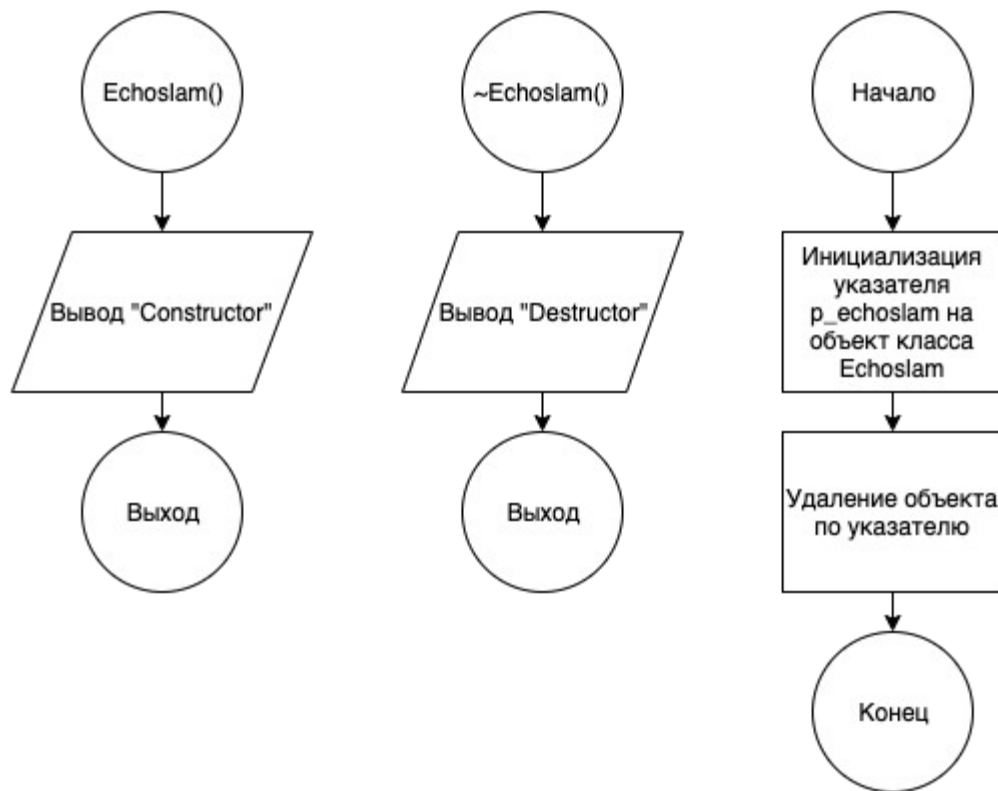 Echoslam()
Вывод "Constructor"
Выход
~Echoslam()
Вывод "Destructor"
Выход
Начало
Инициализация
указателя
p_echoslam на
объект класса
Echoslam
Удаление объекта
по указателю
Конец